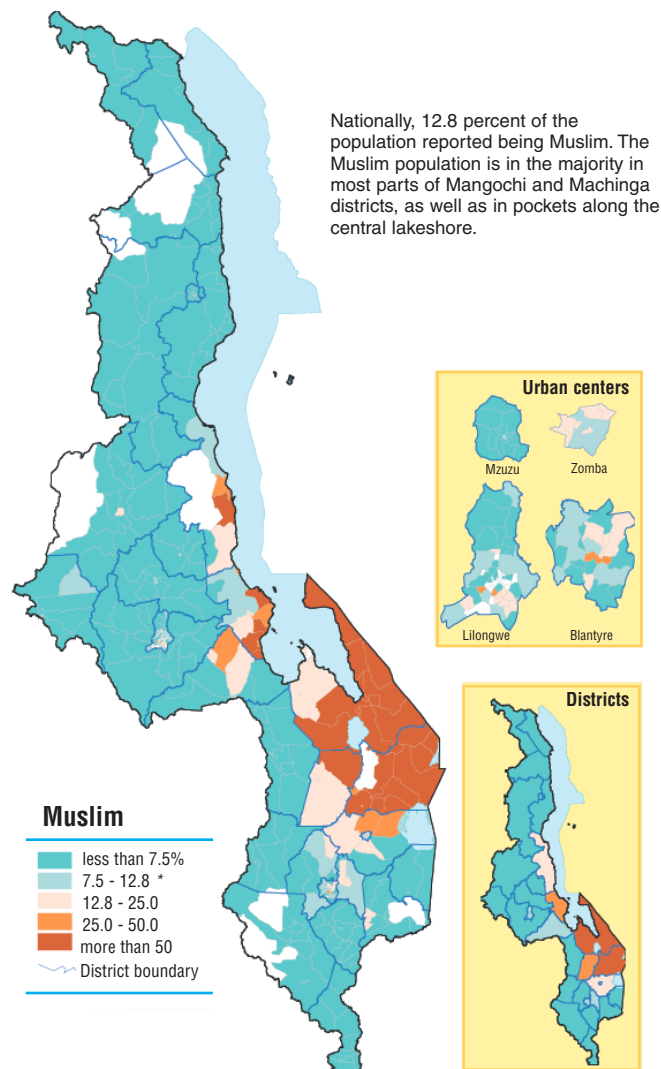 Nationally, 12.8 percent of the
population reported being Muslim. The
Muslim population is in the majority in
most parts of Mangochi and Machinga
districts, as well as in pockets along the
central lakeshore.
Urban centers
Mzuzu
Zomba
Lilongwe
Blantyre
Districts
Muslim
less than 7.5%
7.5 - 12.8 *
12.8 - 25.0
25.0 - 50.0
more than 50
District boundary